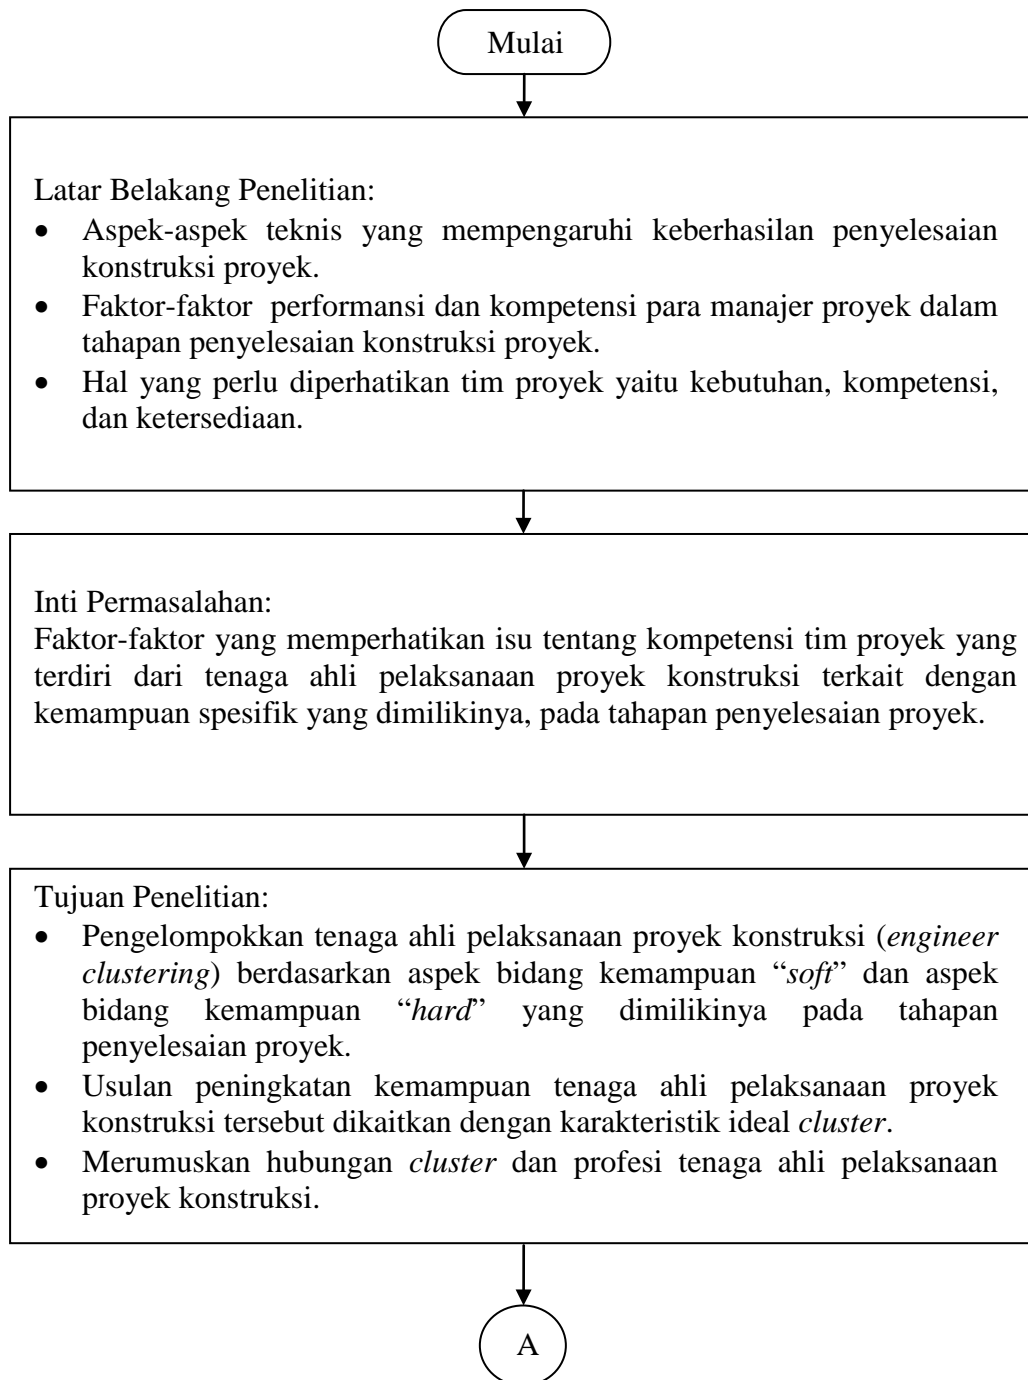 Mulai
Latar Belakang Penelitian:
• Aspek-aspek teknis yang mempengaruhi keberhasilan penyelesaian
konstruksi proyek.
• Faktor-faktor performansi dan kompetensi para manajer proyek dalam
tahapan penyelesaian konstruksi proyek.
• Hal yang perlu diperhatikan tim proyek yaitu kebutuhan, kompetensi,
dan ketersediaan.
Inti Permasalahan:
Faktor-faktor yang memperhatikan isu tentang kompetensi tim proyek yang
terdiri dari tenaga ahli pelaksanaan proyek konstruksi terkait dengan
kemampuan spesifik yang dimilikinya, pada tahapan penyelesaian proyek.
Tujuan Penelitian:
• Pengelompokkan tenaga ahli pelaksanaan proyek konstruksi (engineer
clustering) berdasarkan aspek bidang kemampuan “soft” dan aspek
bidang kemampuan “hard” yang dimilikinya pada tahapan
penyelesaian proyek.
• Usulan peningkatan kemampuan tenaga ahli pelaksanaan proyek
konstruksi tersebut dikaitkan dengan karakteristik ideal cluster.
• Merumuskan hubungan cluster dan profesi tenaga ahli pelaksanaan
proyek konstruksi.
A